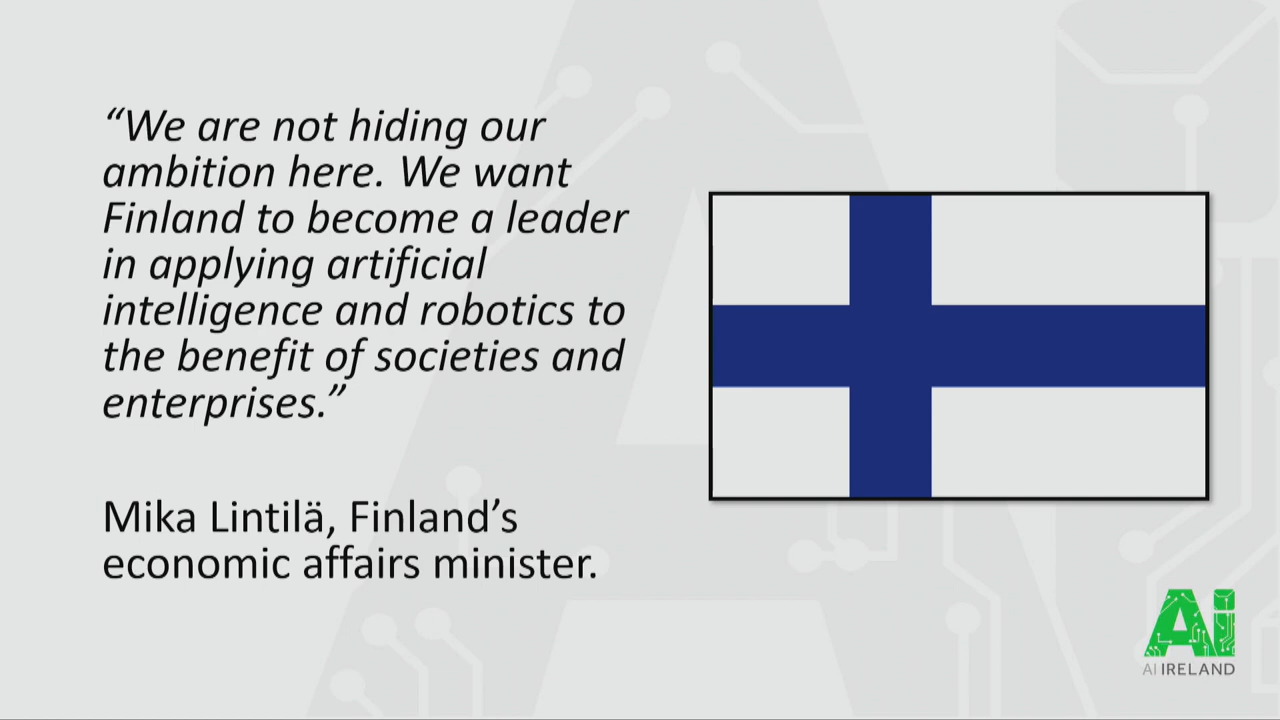 “We are not hiding our
ambition here. We want
Finland to become a leader
in applying artificial
intelligence and robotics to
the benefit of societies and
enterprises.”
Mika Lintilä, Finland’s
economic affairs minister.
Ai
AI IRELAND